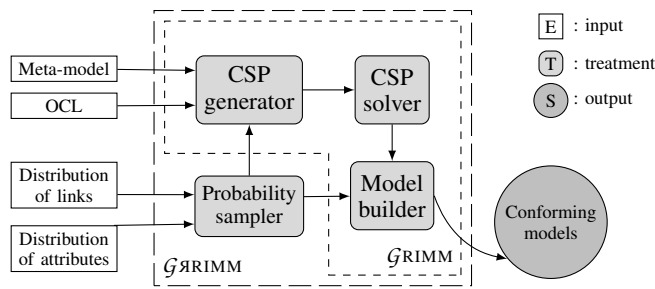 Meta-model
OCL
Distribution
of links
Distribution
of attributes
CSP
generator
CSP
solver
Probability
sampler
Model
builder
GЯRIMM
GRIMM
Conforming
models
E : input
T : treatment
S : output